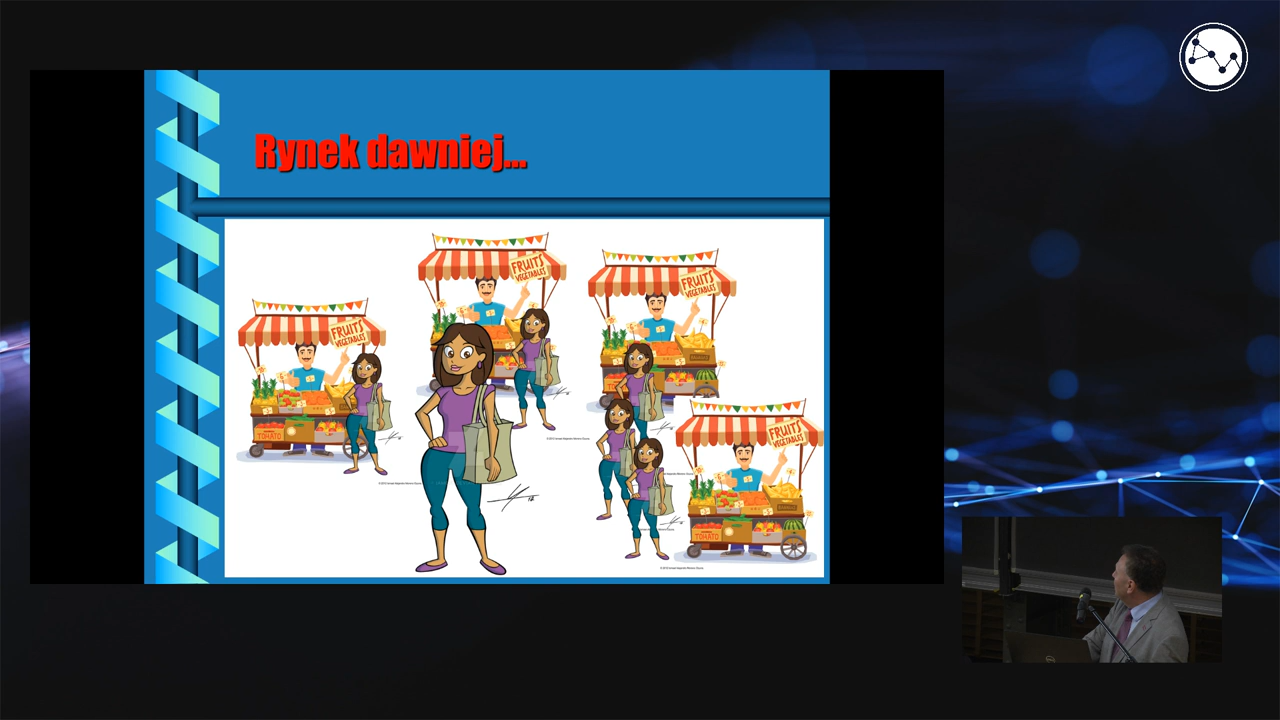 Rynek dawniej...
FRUITS
VEGETABLES
FRUITS
VEGETABLES
FRUITS
VEGETABLES
TOMATO
FRUITS
VEGETABLES
TOMATO